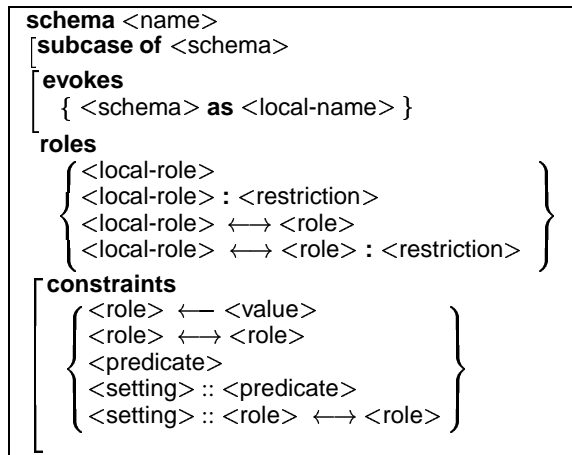 schema <name>
subcase of <schema>
evokes
{ <schema> as <local-name> }
roles
<local-role>
<local-role> : <restriction>
<local-role> ←→ <role>
<local-role> ←→ <role> : <restriction>
constraints
<role> ←– <value>
<role> ←→ <role>
<predicate>
<setting> :: <predicate>
<setting> :: <role> ←→ <role>